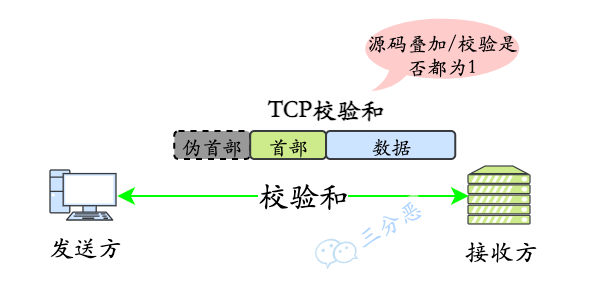 源码叠加/校验是
否都为1
TCP校验和
伪首部 首部 数据
校验和
三分恶
发送方 接收方